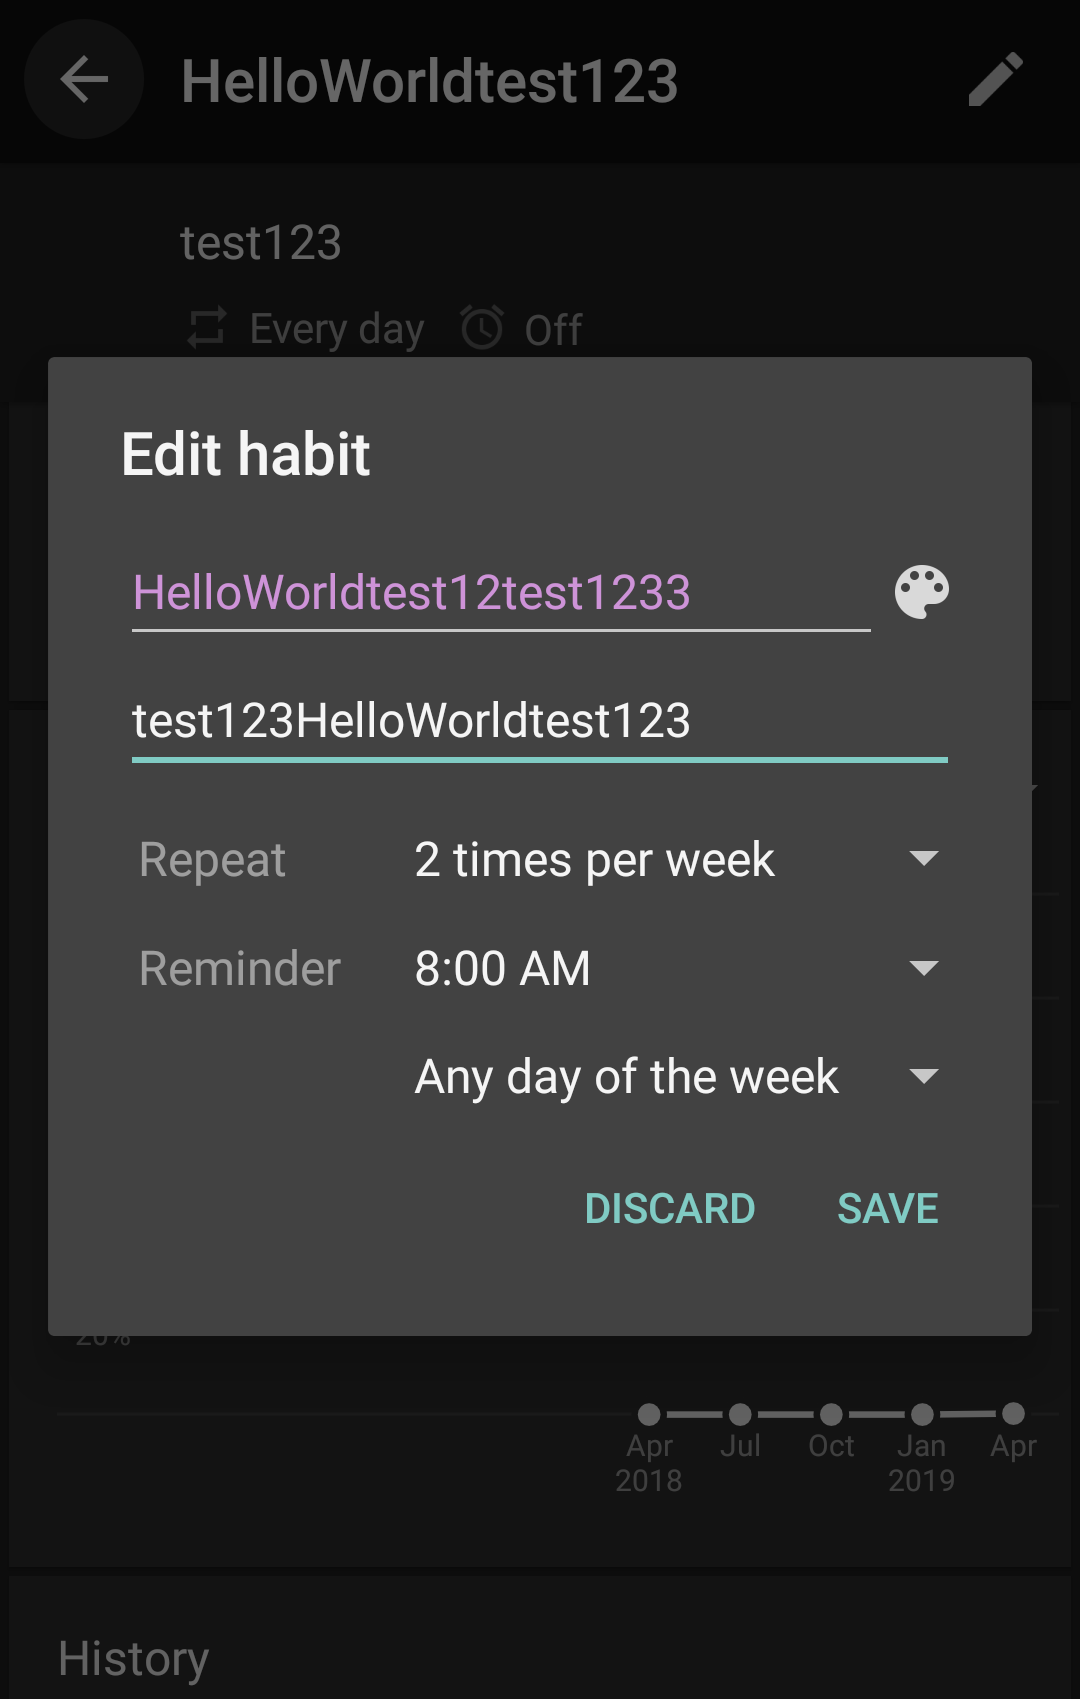 HelloWorldtest123
test123
Every day Off
Edit habit
HelloWorldtest12test1233
test123HelloWorldtest123
Repeat 2 times per week
Reminder 8:00 AM
Any day of the week
DISCARD SAVE
20%
Apr Jul Oct Jan Apr
2018 2019
History